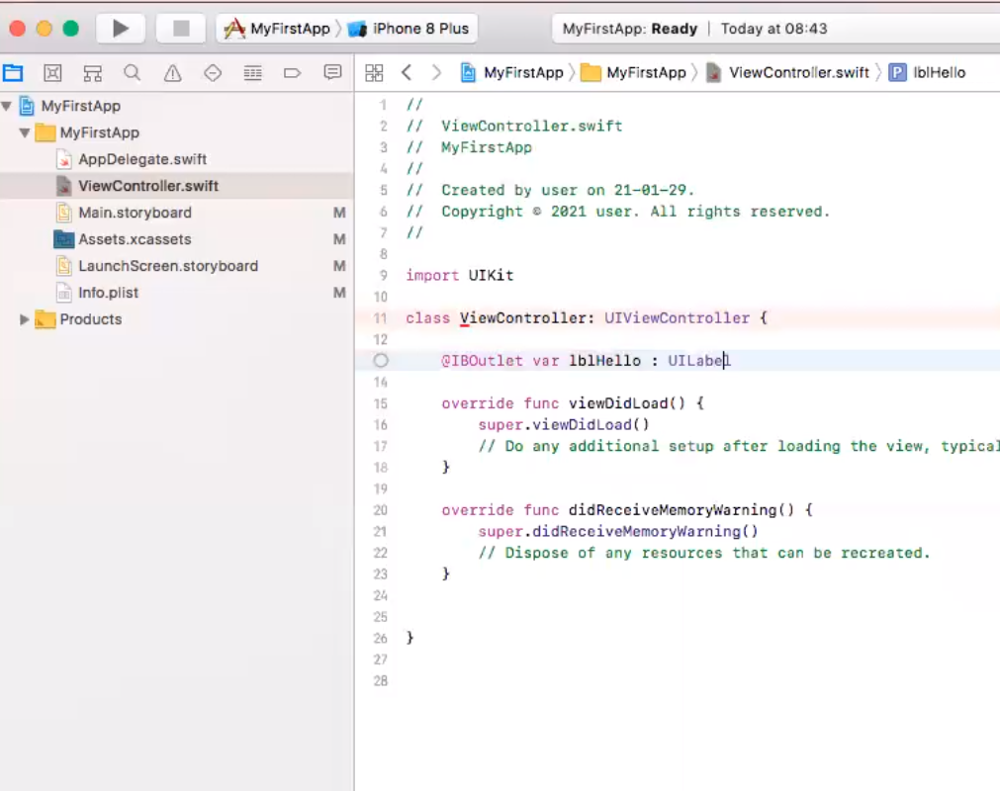 MyFirstApp 〉 iPhone 8 Plus
MyFirstApp: Ready | Today at 08:43
MyFirstApp 〉 MyFirstApp 〉 ViewController.swift 〉 P lblHello
MyFirstApp
MyFirstApp
AppDelegate.swift
ViewController.swift
Main.storyboard M
Assets.xcassets M
LaunchScreen.storyboard M
Info.plist M
Products
1 //
2 //  ViewController.swift
3 //  MyFirstApp
4 //
5 //  Created by user on 21-01-29.
6 //  Copyright © 2021 user. All rights reserved.
7 //
8
9 import UIKit
10
11 class ViewController: UIViewController {
12
@IBOutlet var lblHello : UILabel
14
15 override func viewDidLoad() {
16 super.viewDidLoad()
17 // Do any additional setup after loading the view, typical
18 }
19
20 override func didReceiveMemoryWarning() {
21 super.didReceiveMemoryWarning()
22 // Dispose of any resources that can be recreated.
23 }
24
25
26 }
27
28